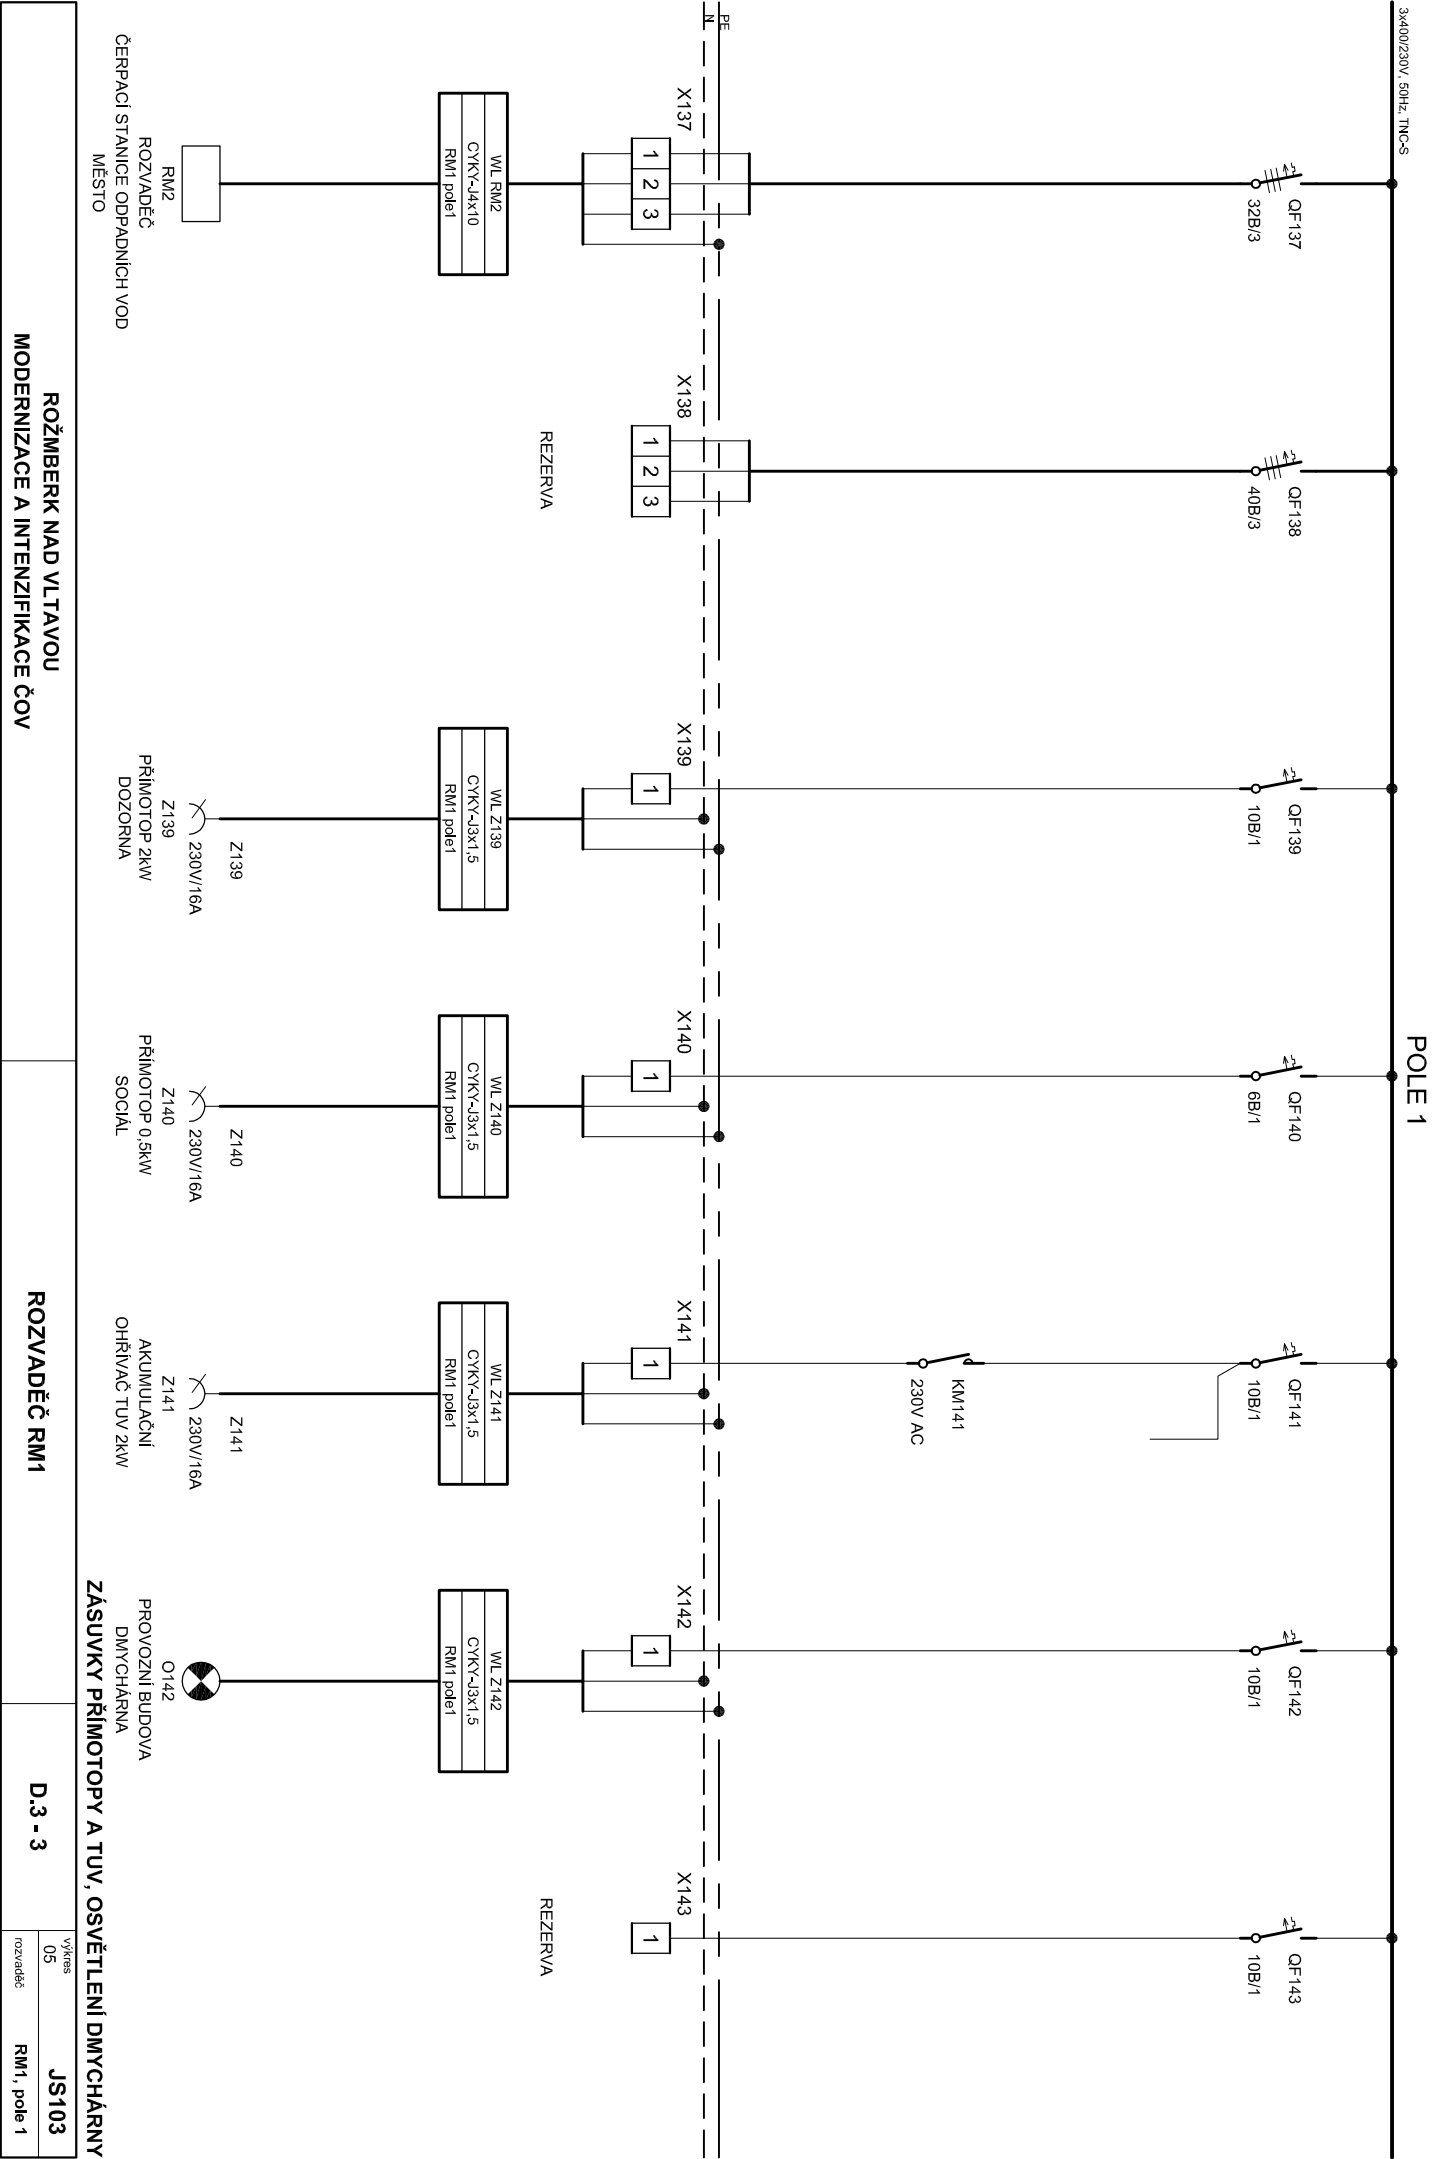 POLE 1
3x400/230V, 50Hz, TNC-S
QF137
32B/3
QF138
40B/3
QF139
10B/1
QF140
6B/1
QF141
10B/1
QF142
10B/1
QF143
10B/1
KM141
230V AC
PE
N
X137
1 2 3
X138
1 2 3
X139
1
X140
1
X141
1
X142
1
X143
1
REZERVA
REZERVA
WL RM2
CYKY-J4x10
RM1 pole1
WL Z139
CYKY-J3x1,5
RM1 pole1
WL Z140
CYKY-J3x1,5
RM1 pole1
WL Z141
CYKY-J3x1,5
RM1 pole1
WL Z142
CYKY-J3x1,5
RM1 pole1
RM2
ROZVADĚČ
ČERPACÍ STANICE ODPADNÍCH VOD
MĚSTO
Z139
230V/16A
Z139
PŘÍMOTOP 2kW
DOZORNA
Z140
230V/16A
Z140
PŘÍMOTOP 0,5kW
SOCIÁL
Z141
230V/16A
Z141
AKUMULAČNÍ
OHŘÍVAČ TUV 2kW
O142
PROVOZNÍ BUDOVA
DMYCHÁRNA
ZÁSUVKY PŘÍMOTOPY A TUV, OSVĚTLENÍ DMYCHÁRNY
ROŽMBERK NAD VLTAVOU
MODERNIZACE A INTENZIFIKACE ČOV
ROZVADĚČ RM1
D.3 - 3
výkres
05
JS103
rozvaděč
RM1, pole 1